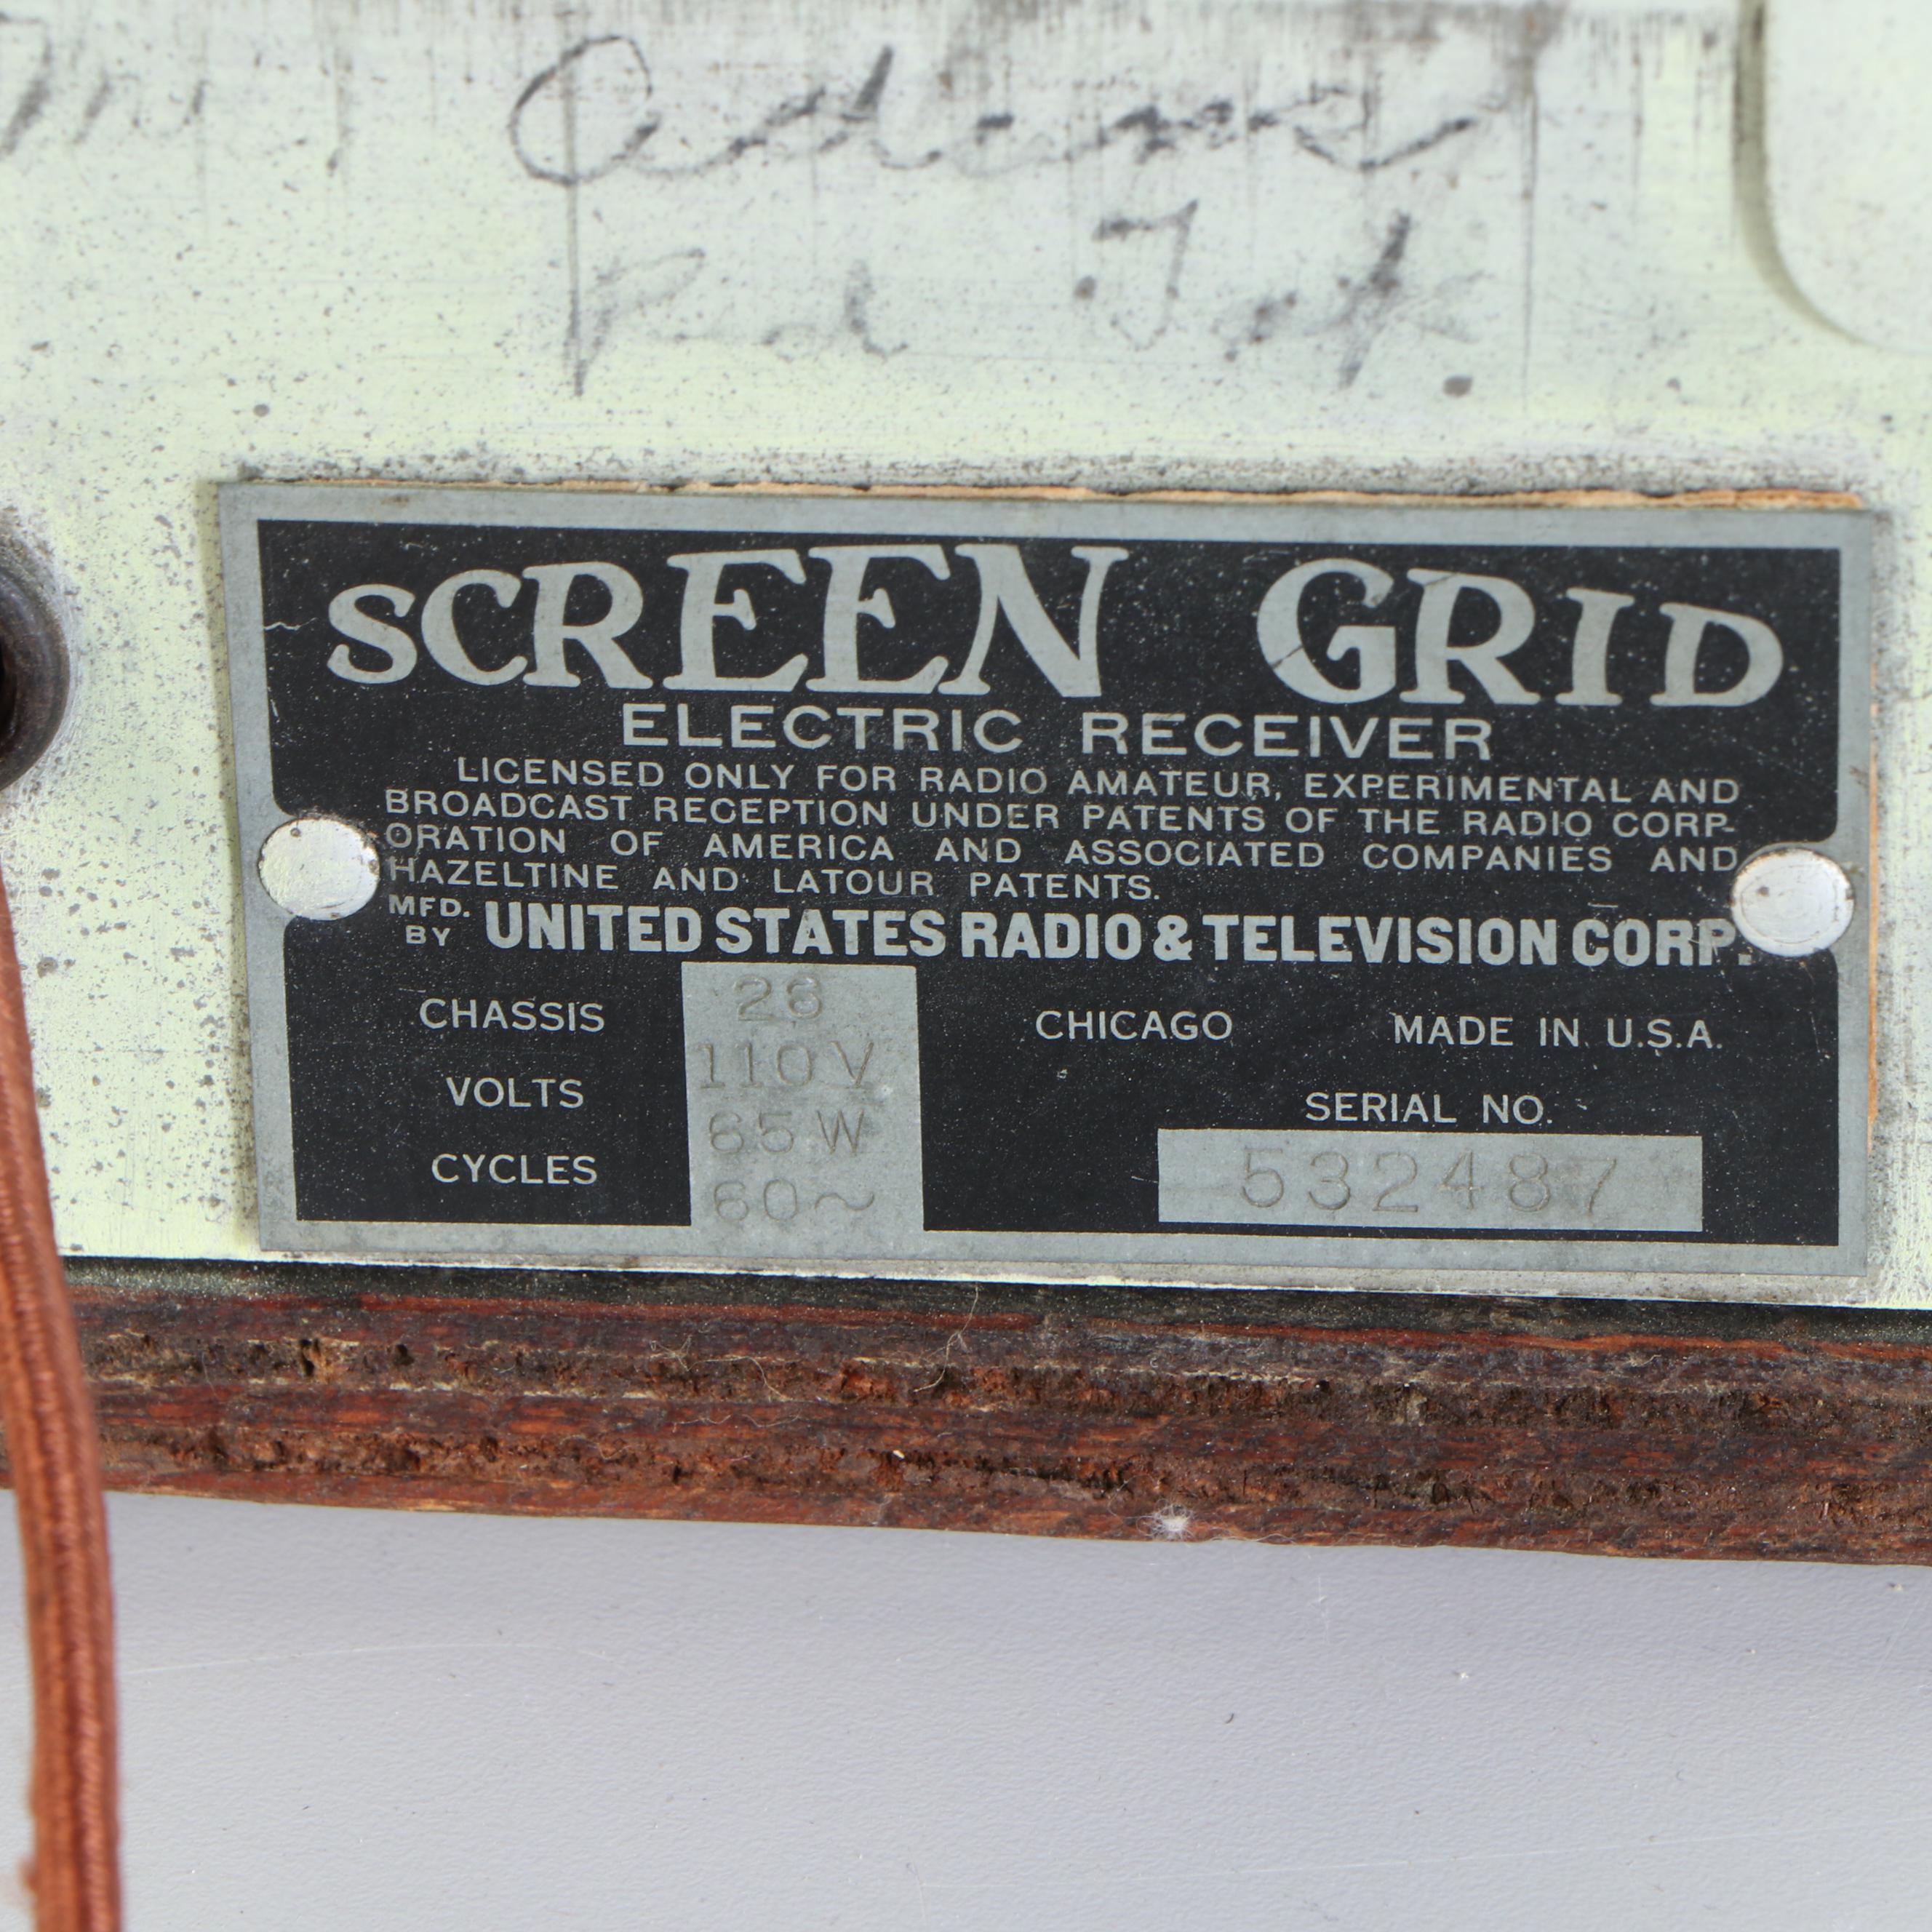 Adams
SCREEN GRID
ELECTRIC RECEIVER
LICENSED ONLY FOR RADIO AMATEUR, EXPERIMENTAL AND
BROADCAST RECEPTION UNDER PATENTS OF THE RADIO CORP-
ORATION OF AMERICA AND ASSOCIATED COMPANIES AND
HAZELTINE AND LATOUR PATENTS.
MFD. BY UNITED STATES RADIO & TELEVISION CORP.
CHASSIS 26 CHICAGO MADE IN U.S.A.
VOLTS 110V
65W SERIAL NO.
CYCLES 60~ 532487